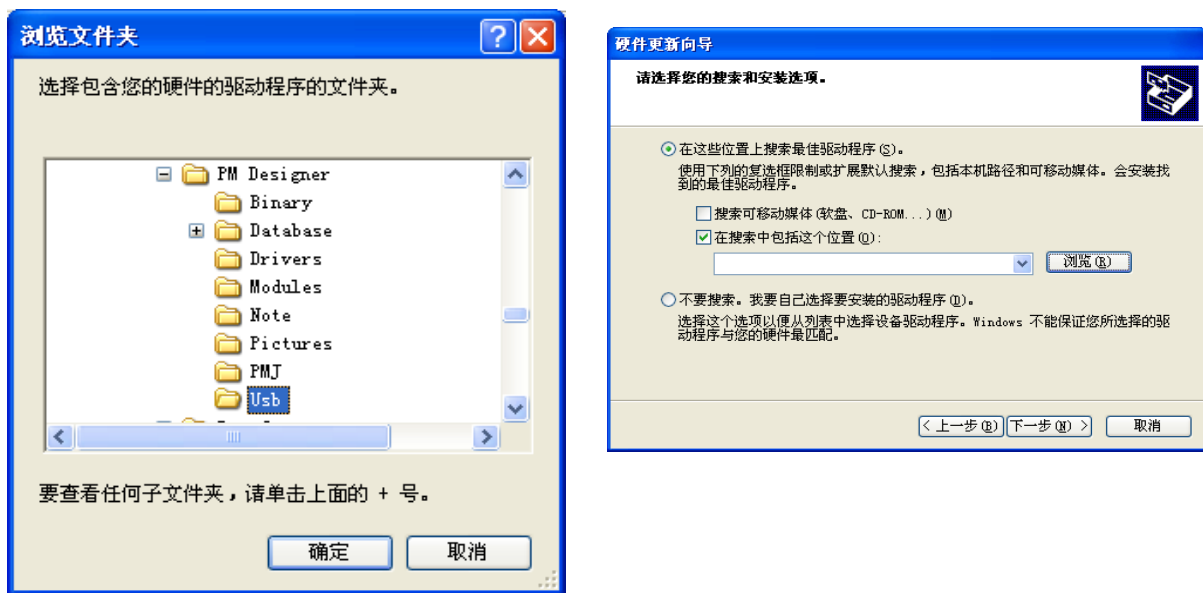 浏览文件夹
选择包含您的硬件的驱动程序的文件夹。
PM Designer
Binary
Database
Drivers
Modules
Note
Pictures
PMJ
Usb
要查看任何子文件夹，请单击上面的 + 号。
确定
取消
硬件更新向导
请选择您的搜索和安装选项。
在这些位置上搜索最佳驱动程序(S)。
使用下列的复选框限制或扩展默认搜索，包括本机路径和可移动媒体。会安装找
到的最佳驱动程序。
搜索可移动媒体(软盘、CD-ROM...)(M)
在搜索中包括这个位置(O):
浏览(R)
不要搜索。我要自己选择要安装的驱动程序(D)。
选择这个选项以便从列表中选择设备驱动程序。Windows 不能保证您所选择的驱
动程序与您的硬件最匹配。
< 上一步(B)
下一步(N) >
取消